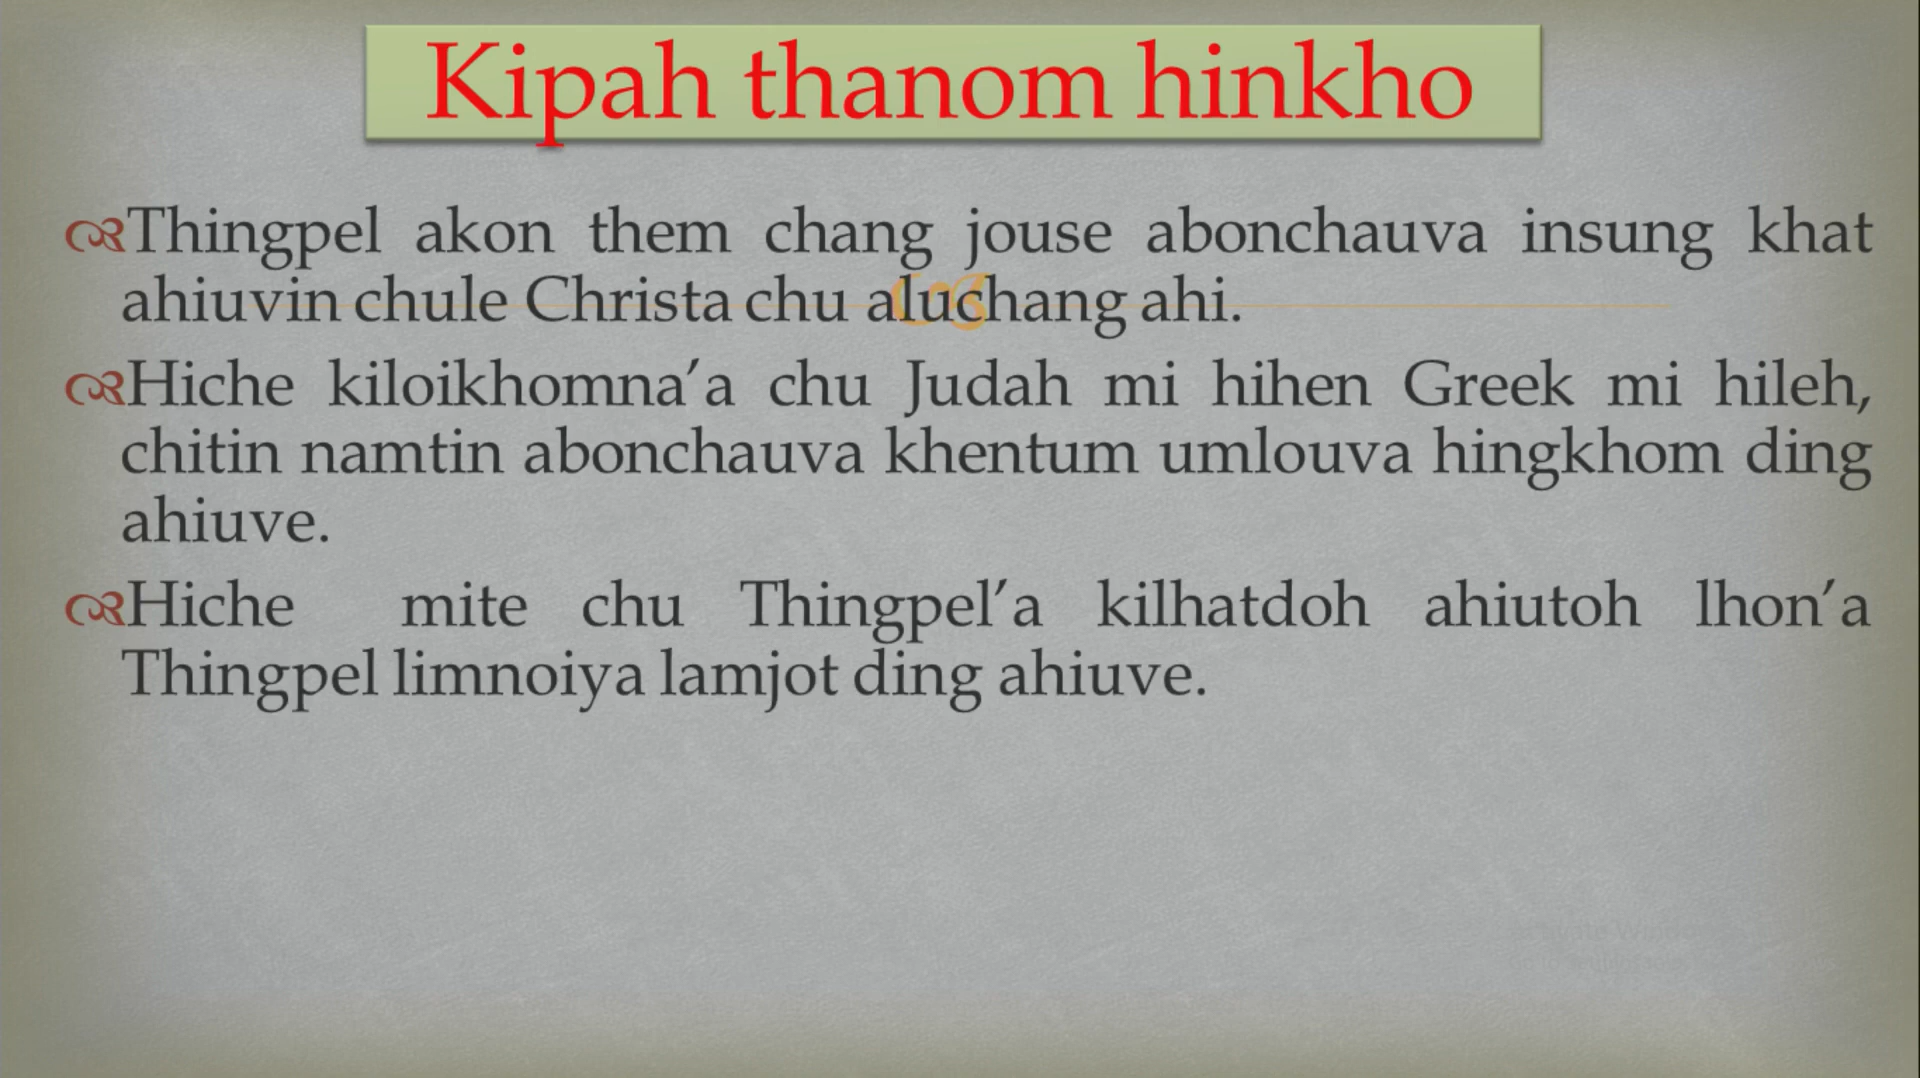 Kipah thanom hinkho
Thingpel akon them chang jouse abonchauva insung khat
ahiuvin chule Christa chu aluchang ahi.
Hiche kiloikhomna’a chu Judah mi hihen Greek mi hileh,
chitin namtin abonchauva khentum umlouva hingkhom ding
ahiuve.
Hiche mite chu Thingpel’a kilhatdoh ahiutoh lhon’a
Thingpel limnoiya lamjot ding ahiuve.